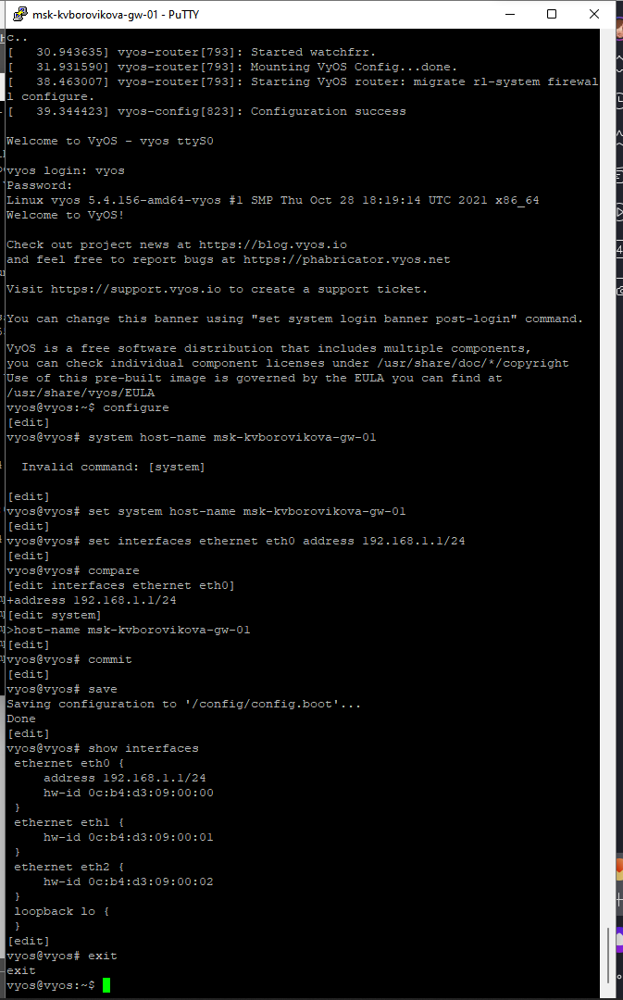 msk-kvborovikova-gw-01 - PuTTY
c..
[   30.943635] vyos-router[793]: Started watchfrr.
[   31.931590] vyos-router[793]: Mounting VyOS Config...done.
[   38.463007] vyos-router[793]: Starting VyOS router: migrate rl-system firewal
l configure.
[   39.344423] vyos-config[823]: Configuration success
Welcome to VyOS - vyos ttyS0
vyos login: vyos
Password:
Linux vyos 5.4.156-amd64-vyos #1 SMP Thu Oct 28 18:19:14 UTC 2021 x86_64
Welcome to VyOS!
Check out project news at https://blog.vyos.io
and feel free to report bugs at https://phabricator.vyos.net
Visit https://support.vyos.io to create a support ticket.
You can change this banner using "set system login banner post-login" command.
VyOS is a free software distribution that includes multiple components,
you can check individual component licenses under /usr/share/doc/*/copyright
Use of this pre-built image is governed by the EULA you can find at
/usr/share/vyos/EULA
vyos@vyos:~$ configure
[edit]
vyos@vyos# system host-name msk-kvborovikova-gw-01
  Invalid command: [system]
[edit]
vyos@vyos# set system host-name msk-kvborovikova-gw-01
[edit]
vyos@vyos# set interfaces ethernet eth0 address 192.168.1.1/24
[edit]
vyos@vyos# compare
[edit interfaces ethernet eth0]
+address 192.168.1.1/24
[edit system]
>host-name msk-kvborovikova-gw-01
[edit]
vyos@vyos# commit
[edit]
vyos@vyos# save
Saving configuration to '/config/config.boot'...
Done
[edit]
vyos@vyos# show interfaces
 ethernet eth0 {
     address 192.168.1.1/24
     hw-id 0c:b4:d3:09:00:00
 }
 ethernet eth1 {
     hw-id 0c:b4:d3:09:00:01
 }
 ethernet eth2 {
     hw-id 0c:b4:d3:09:00:02
 }
 loopback lo {
 }
[edit]
vyos@vyos# exit
exit
vyos@vyos:~$